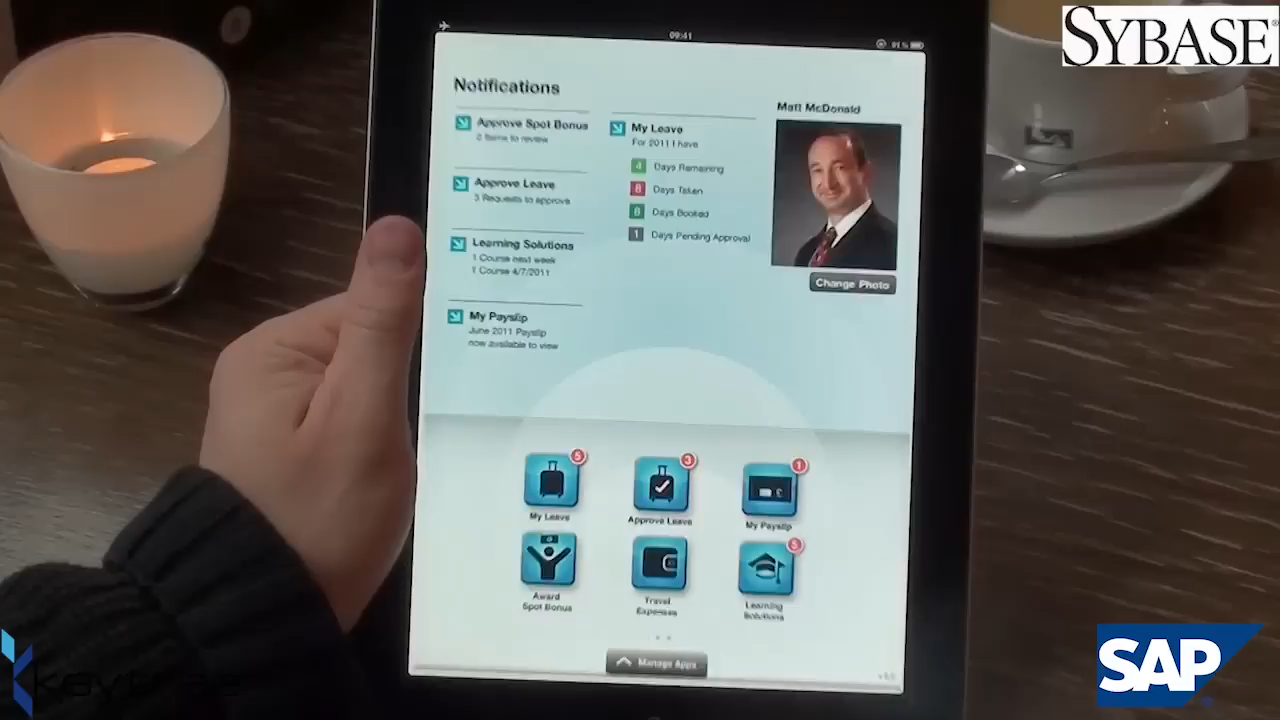 SYBASE®
09:41
91%
Notifications
Matt McDonald
Approve Spot Bonus
2 Items to review
Approve Leave
3 Requests to approve
Learning Solutions
1 Course next week
1 Course 4/7/2011
My Payslip
June 2011 Payslip
now available to view
My Leave
For 2011 I have
4 Days Remaining
8 Days Taken
Days Booked
1 Days Pending Approval
Change Photo
5
3
1
My Leave
Approve Leave
My Payslip
5
Award
Spot Bonus
Travel
Expenses
Learning
Solutions
Manage Apps
SAP